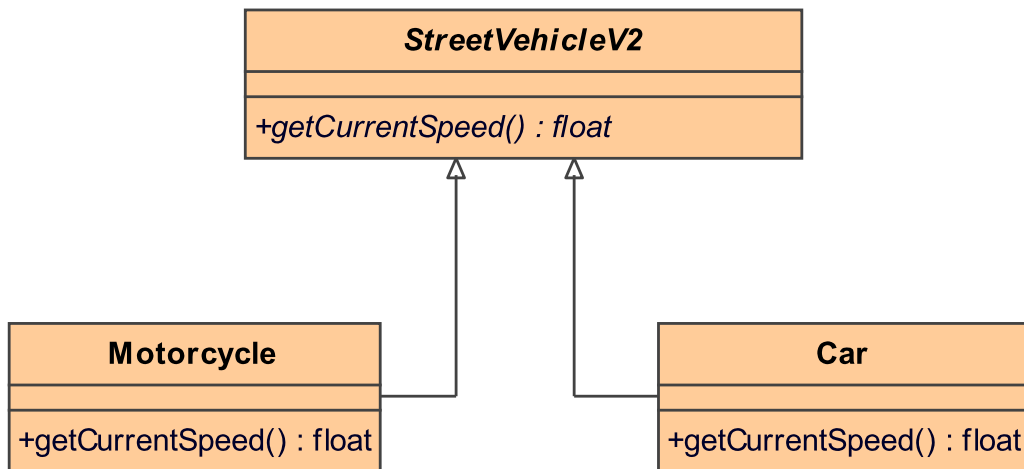 StreetVehicleV2
+getCurrentSpeed() : float
Motorcycle
+getCurrentSpeed() : float
Car
+getCurrentSpeed() : float